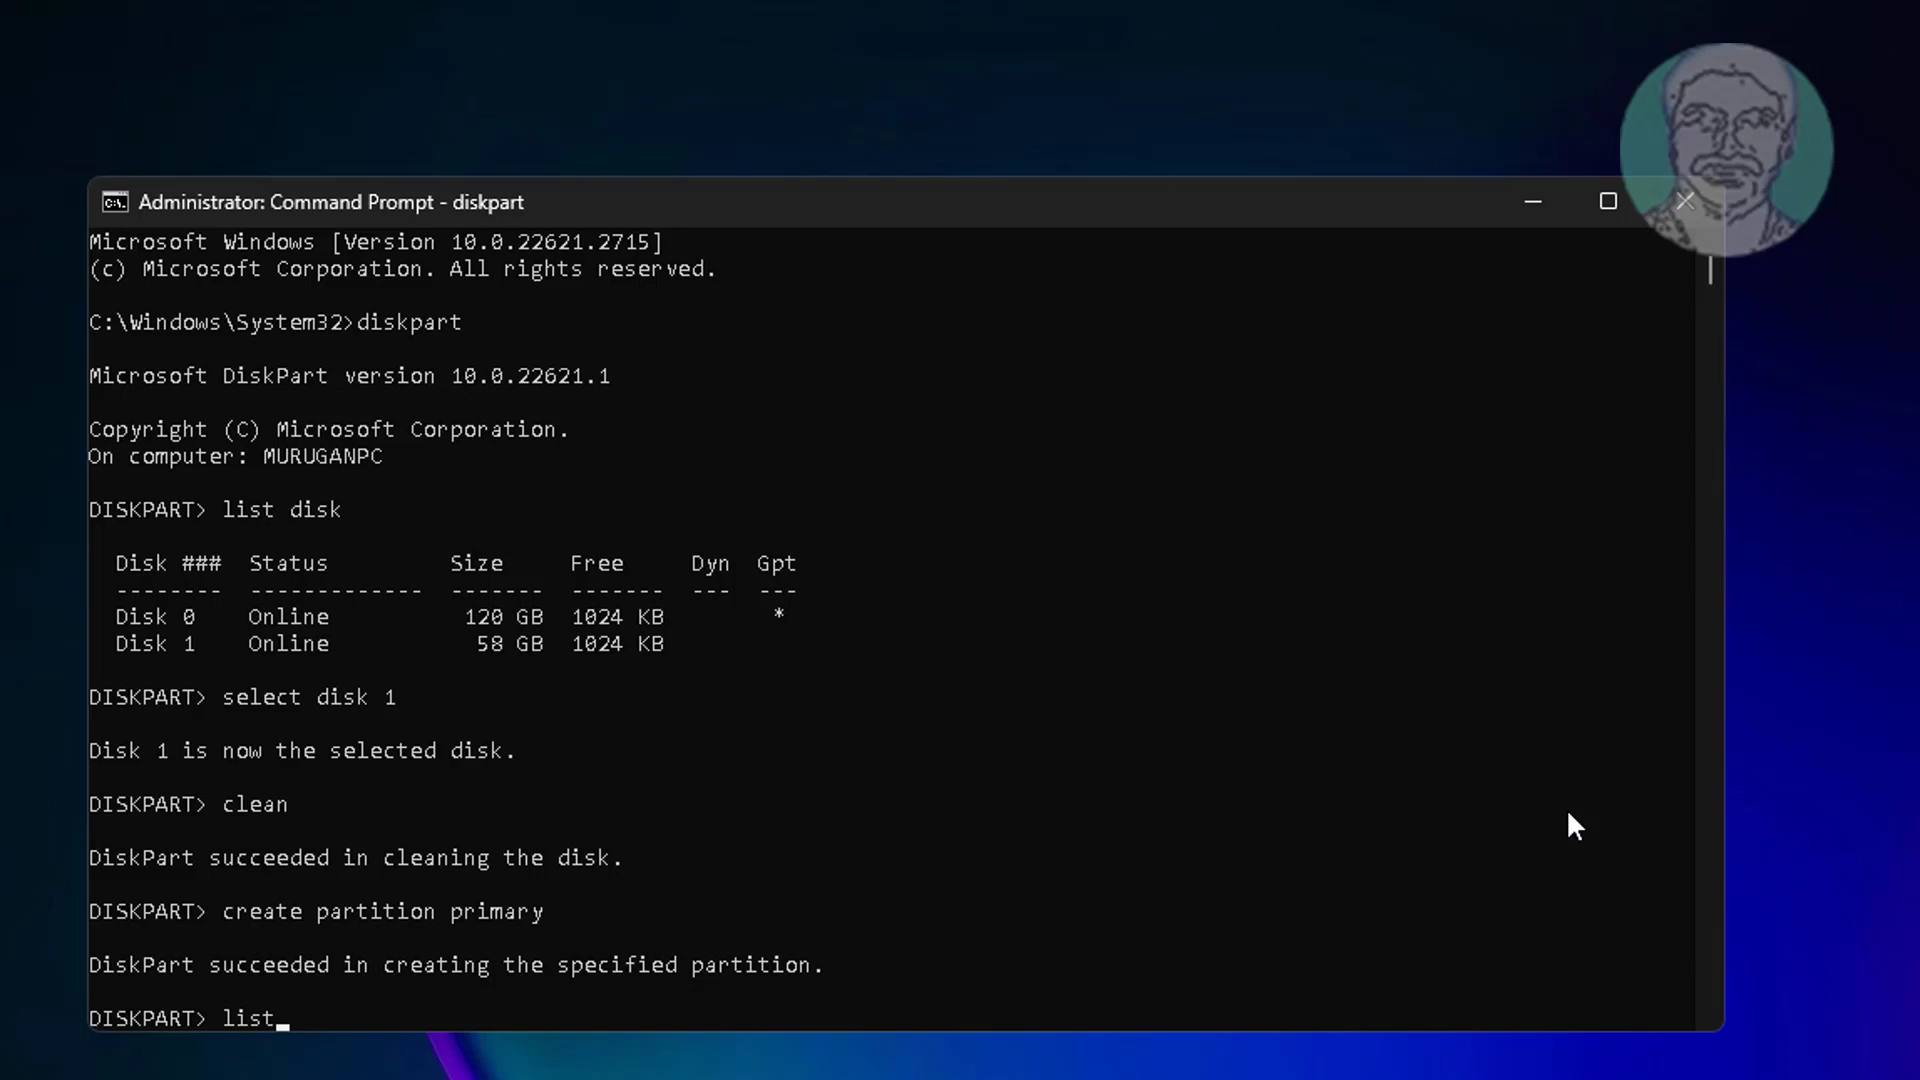 Administrator: Command Prompt - diskpart
Microsoft Windows [Version 10.0.22621.2715]
(c) Microsoft Corporation. All rights reserved.
C:\Windows\System32>diskpart
Microsoft DiskPart version 10.0.22621.1
Copyright (C) Microsoft Corporation.
On computer: MURUGANPC
DISKPART> list disk
Disk ###  Status         Size     Free     Dyn  Gpt
--------  -------------  -------  -------  ---  ---
Disk 0    Online          120 GB  1024 KB        *
Disk 1    Online           58 GB  1024 KB
DISKPART> select disk 1
Disk 1 is now the selected disk.
DISKPART> clean
DiskPart succeeded in cleaning the disk.
DISKPART> create partition primary
DiskPart succeeded in creating the specified partition.
DISKPART> list